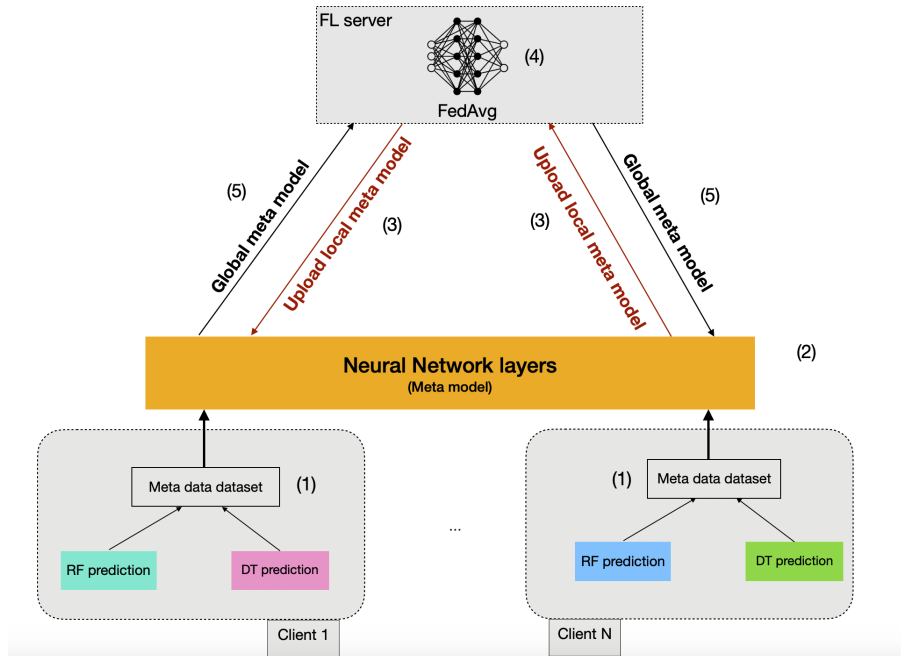 FL server
(4)
FedAvg
(5)
Global meta model
Upload local meta model
(3)
Upload local meta model
(3)
Global meta model
(5)
Neural Network layers
(Meta model)
(2)
Meta data dataset
(1)
RF prediction
DT prediction
Client 1
...
(1)
Meta data dataset
RF prediction
DT prediction
Client N